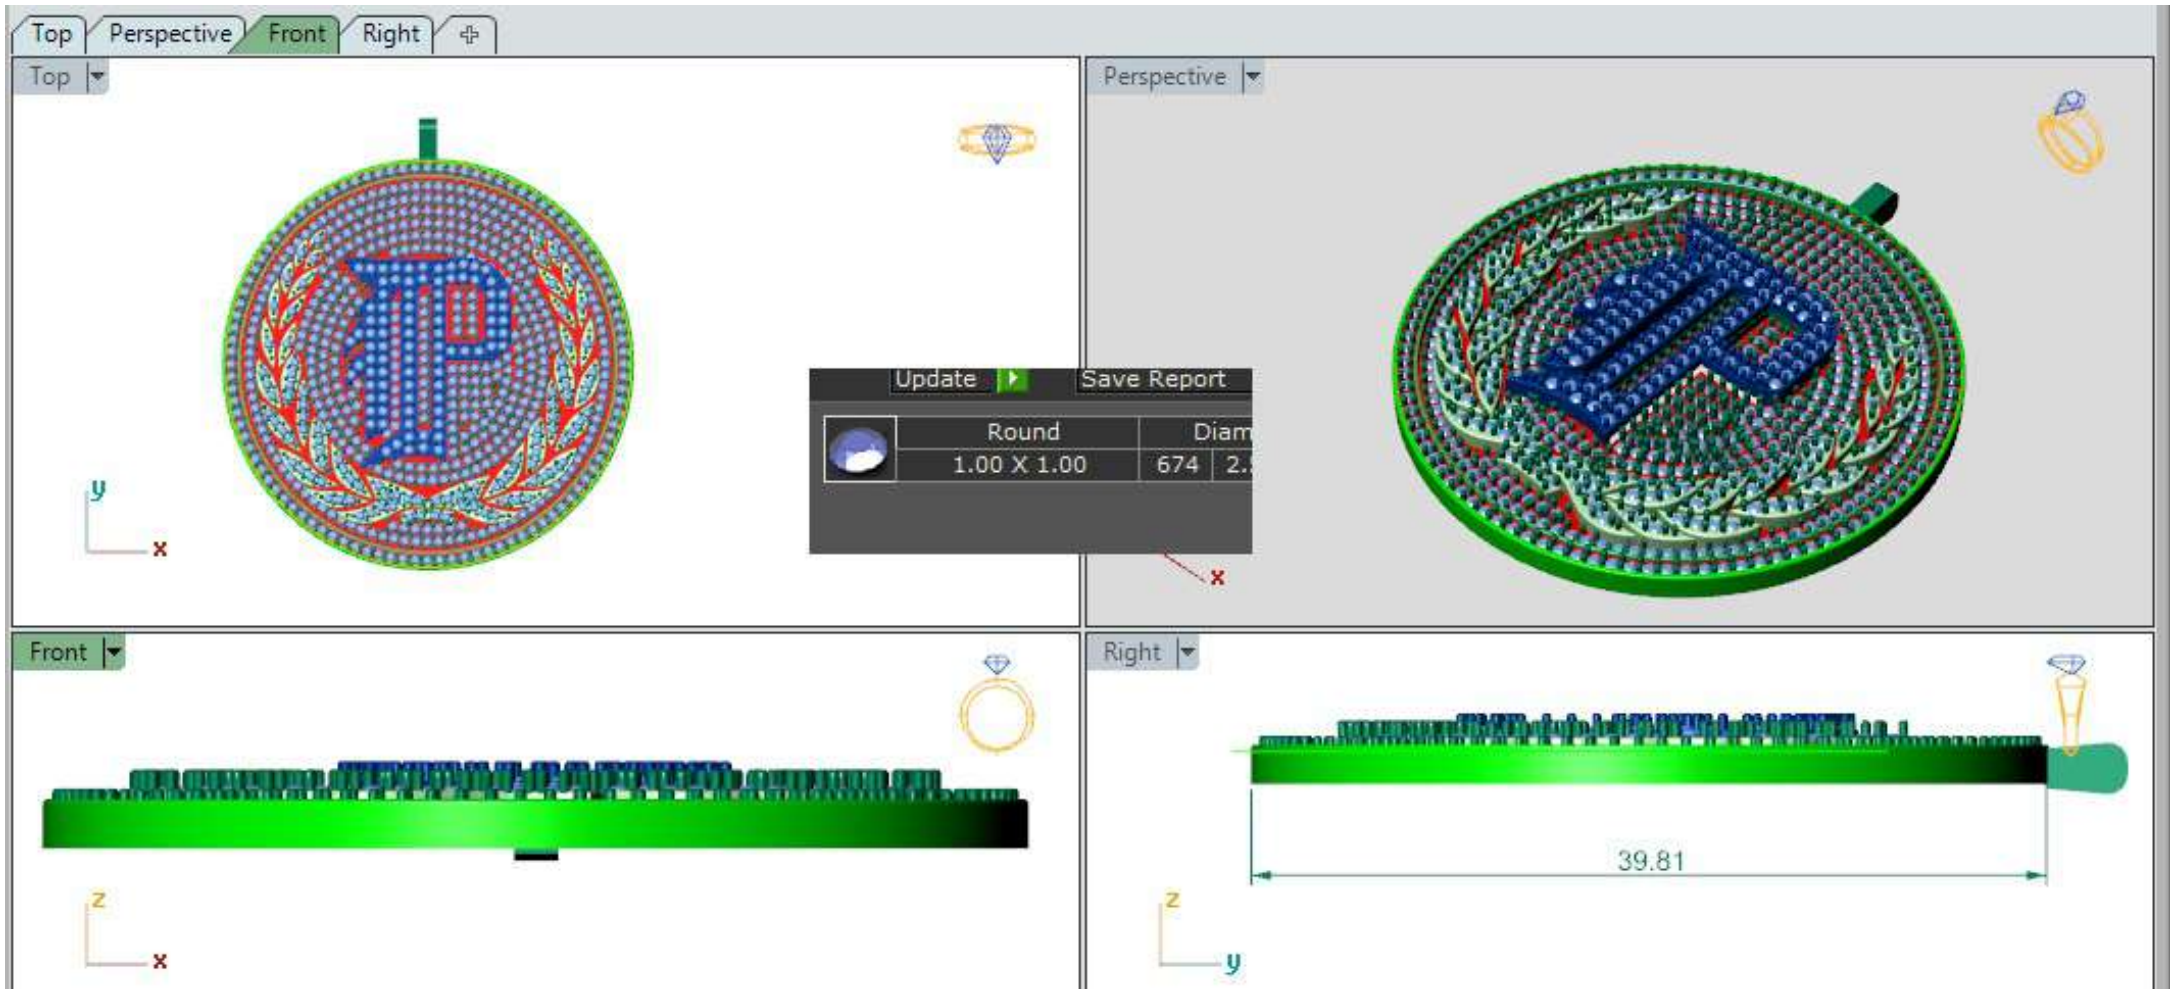 Top Perspective Front Right
Top
Perspective
y
x
Update Save Report
Round Diam
1.00 X 1.00 674 2.
x
Front
Right
39.81
z
x
z
y
P